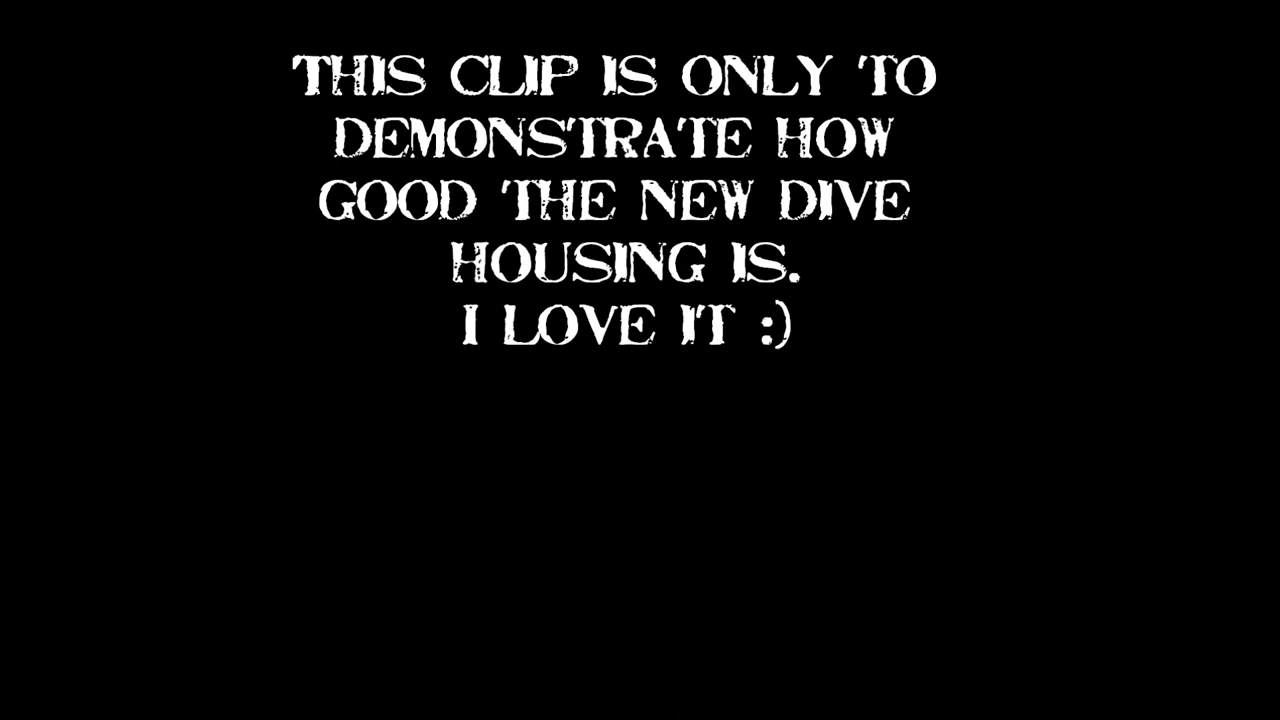 THIS CLIP IS ONLY TO
DEMONSTRATE HOW
GOOD THE NEW DIVE
HOUSING IS.
I LOVE IT :)